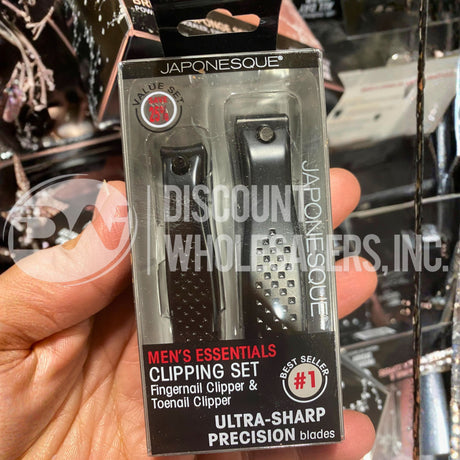 JAPONESQUE®
VALUE SET
JAPONESQUE
DISCOUNT
WHOLESALERS, INC.
MEN'S ESSENTIALS
CLIPPING SET
Fingernail Clipper &
Toenail Clipper
BEST SELLER
#1
ULTRA-SHARP
PRECISION blades